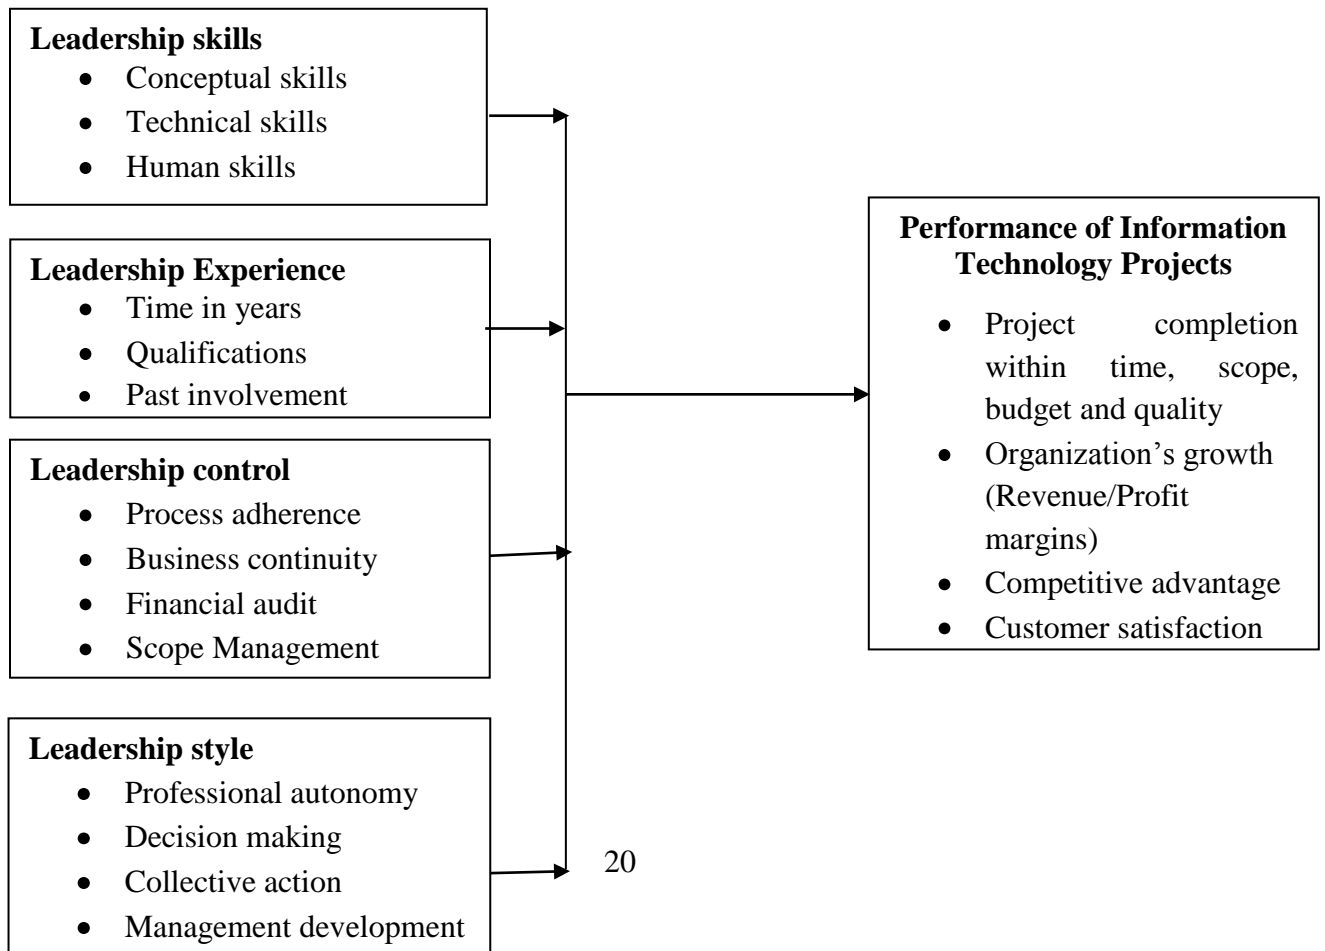 Leadership skills
• Conceptual skills
• Technical skills
• Human skills
Leadership Experience
• Time in years
• Qualifications
• Past involvement
Leadership control
• Process adherence
• Business continuity
• Financial audit
• Scope Management
Leadership style
• Professional autonomy
• Decision making
• Collective action
• Management development
20
Performance of Information
Technology Projects
• Project completion
within time, scope,
budget and quality
• Organization’s growth
(Revenue/Profit
margins)
• Competitive advantage
• Customer satisfaction